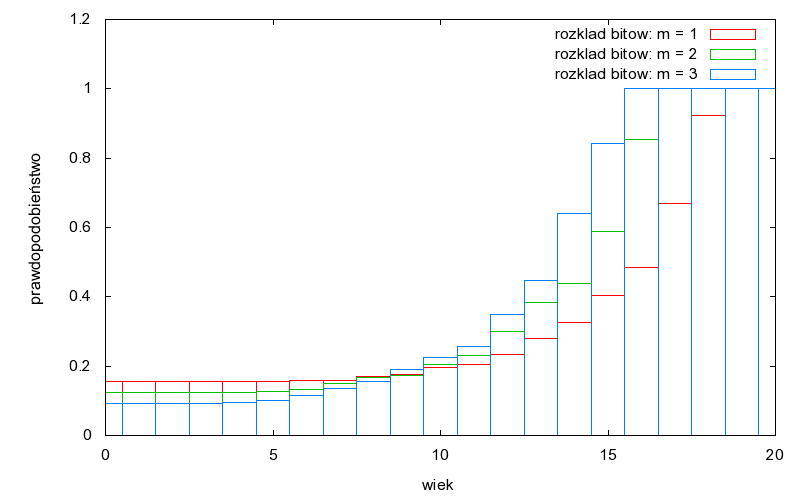 1.2
rozklad bitow: m = 1
rozklad bitow: m = 2
rozklad bitow: m = 3
1
0.8
0.6
0.4
0.2
0
prawdopodobieństwo
0 5 10 15 20
wiek